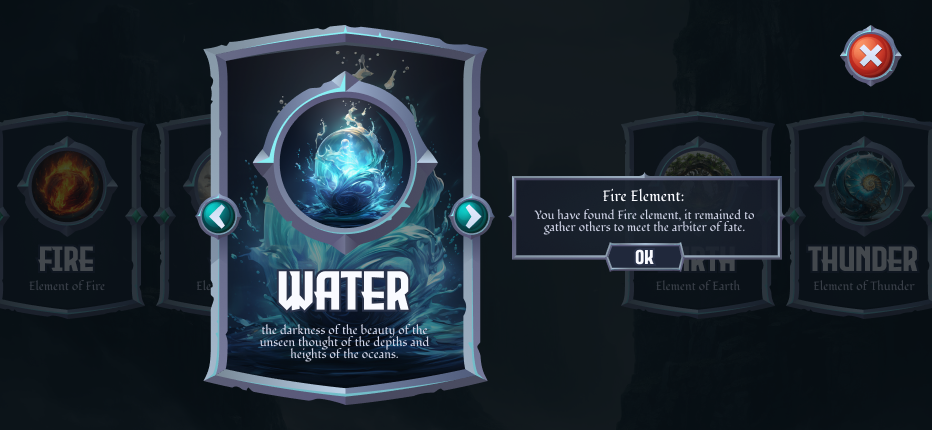 FIRE
Element of Fire
WATER
the darkness of the beauty of the
unseen thought of the depths and
heights of the oceans.
Fire Element:
You have found Fire element, it remained to
gather others to meet the arbiter of fate.
OK
Element of Earth
THUNDER
Element of Thunder